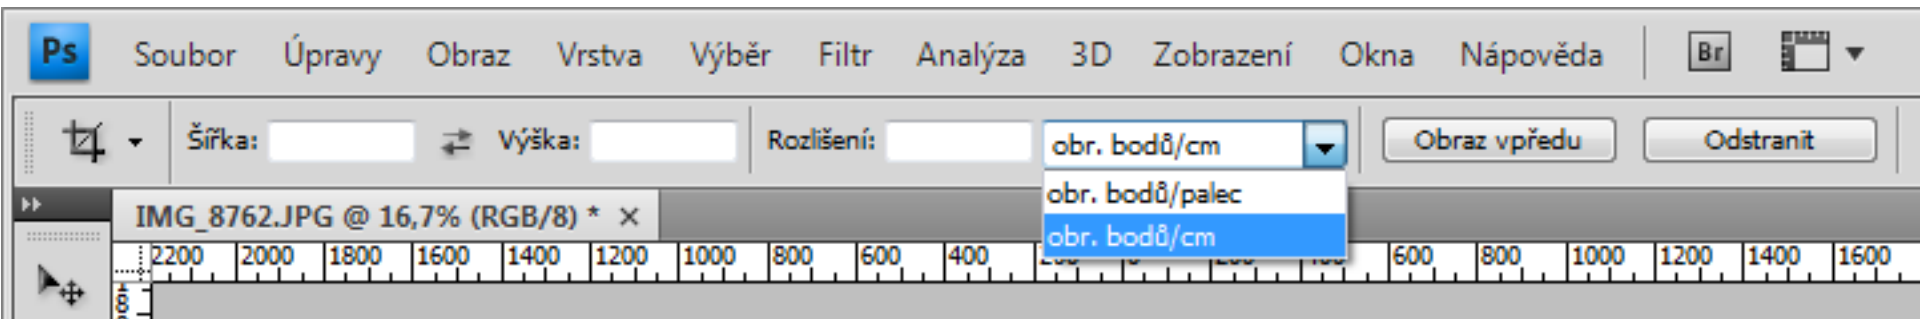 Ps Soubor Úpravy Obraz Vrstva Výběr Filtr Analýza 3D Zobrazení Okna Nápověda Br
Šířka: Výška: Rozlišení: obr. bodů/cm Obraz vpředu Odstranit
obr. bodů/palec
obr. bodů/cm
IMG_8762.JPG @ 16,7% (RGB/8) * ×
2200 2000 1800 1600 1400 1200 1000 800 600 400 600 800 1000 1200 1400 1600
8